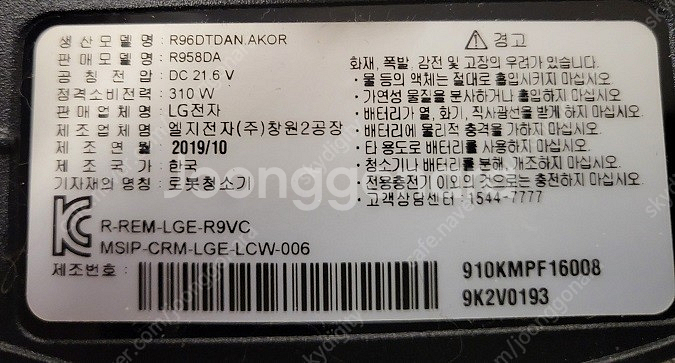 생산모델명 : R96DTDAN.AKOR
판매모델명 : R958DA
공칭전압 : DC 21.6 V
정격소비전력 : 310 W
판매업체명 : LG전자
제조업체명 : 엘지전자(주)창원2공장
제조연월 : 2019/10
제조국가 : 한국
기자재의 명칭 : 로봇청소기
R-REM-LGE-R9VC
MSIP-CRM-LGE-LCW-006
제조번호 :
910KMPF16008
9K2V0193
경고
화재, 폭발, 감전 및 고장의 우려가 있습니다.
• 물 등의 액체는 절대로 흡입시키지 마십시오.
• 가연성 물질을 분사하거나 흡입하지 마십시오.
• 배터리가 열, 화기, 직사광선을 받게 하지 마십시오.
• 배터리에 물리적 충격을 가하지 마십시오.
• 타 용도로 배터리를 사용하지 마십시오.
• 청소기나 배터리를 분해, 개조하지 마십시오.
• 전용충전기 이외의 것으로는 충전하지 마십시오.
• 고객상담센터 : 1544-7777